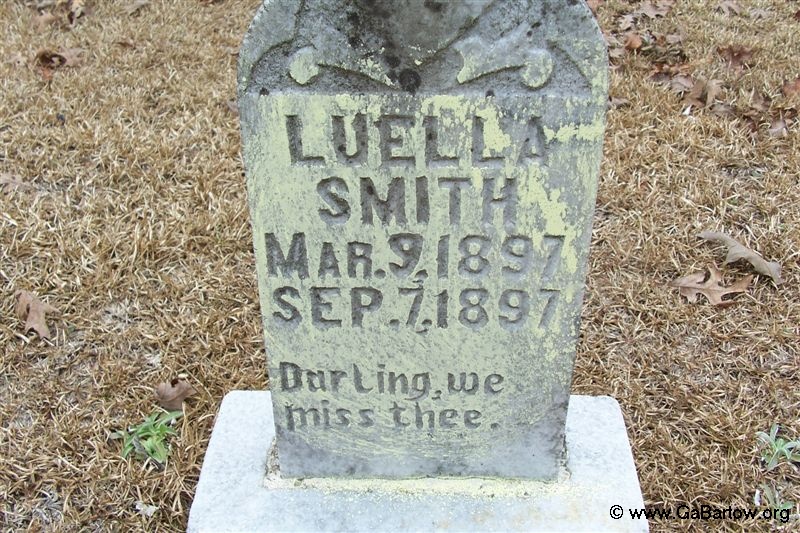 LUELLA
SMITH
MAR. 9, 1897
SEP. 7, 1897
Darling, we
miss thee.
© www.GaBartow.org